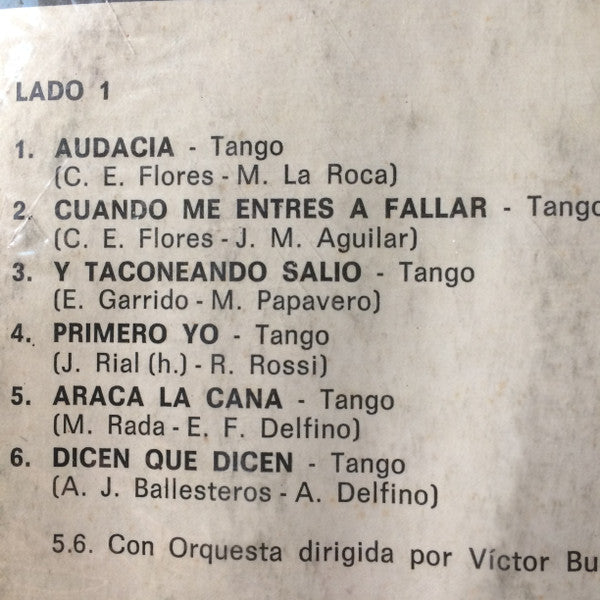 LADO 1
1. AUDACIA - Tango
(C. E. Flores - M. La Roca)
2. CUANDO ME ENTRES A FALLAR - Tango
(C. E. Flores - J. M. Aguilar)
3. Y TACONEANDO SALIO - Tango
(E. Garrido - M. Papavero)
4. PRIMERO YO - Tango
(J. Rial (h.) - R. Rossi)
5. ARACA LA CANA - Tango
(M. Rada - E. F. Delfino)
6. DICEN QUE DICEN - Tango
(A. J. Ballesteros - A. Delfino)
5.6. Con Orquesta dirigida por Víctor Bu